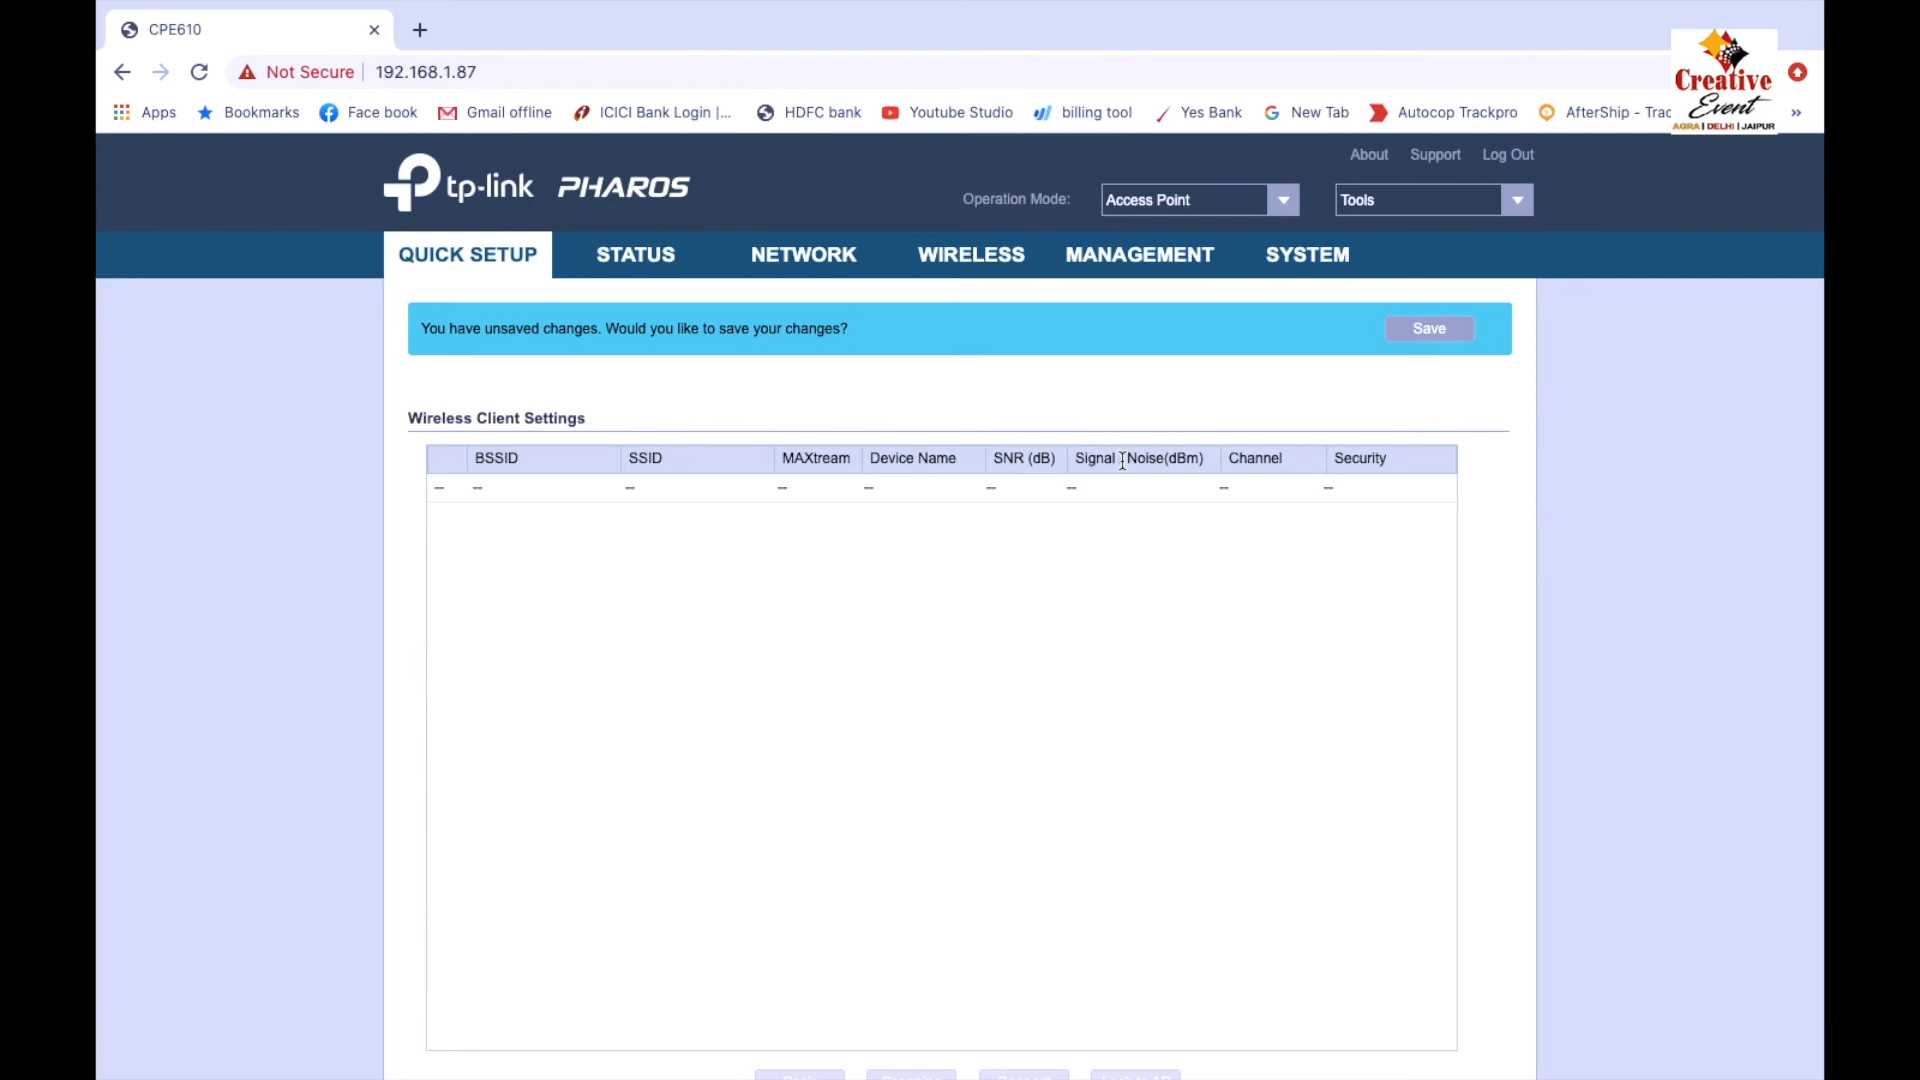 CPE610
Not Secure 192.168.1.87
Creative
Event
AGRA | DELHI | JAIPUR
Apps Bookmarks Face book Gmail offline ICICI Bank Login |... HDFC bank Youtube Studio billing tool Yes Bank New Tab Autocop Trackpro AfterShip - Trac »
About Support Log Out
tp-link PHAROS
Operation Mode: Access Point Tools
QUICK SETUP STATUS NETWORK WIRELESS MANAGEMENT SYSTEM
You have unsaved changes. Would you like to save your changes? Save
Wireless Client Settings
BSSID SSID MAXtream Device Name SNR (dB) Signal Noise(dBm) Channel Security
-- -- -- -- -- -- -- -- --